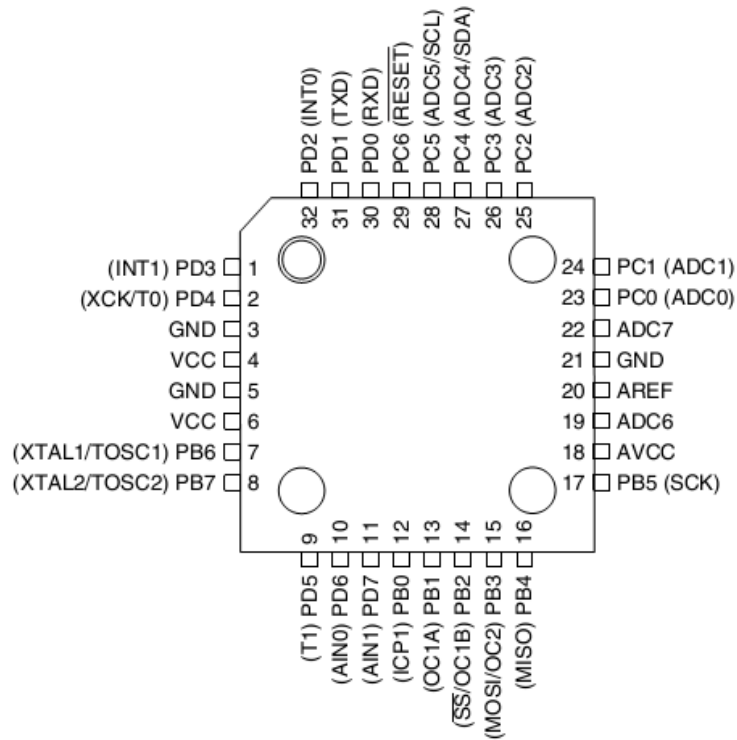 PD2 (INT0)
PD1 (TXD)
PD0 (RXD)
PC6 (RESET)
PC5 (ADC5/SCL)
PC4 (ADC4/SDA)
PC3 (ADC3)
PC2 (ADC2)
32
31
30
29
28
27
26
25
(INT1) PD3 1
(XCK/T0) PD4 2
GND 3
VCC 4
GND 5
VCC 6
(XTAL1/TOSC1) PB6 7
(XTAL2/TOSC2) PB7 8
24 PC1 (ADC1)
23 PC0 (ADC0)
22 ADC7
21 GND
20 AREF
19 ADC6
18 AVCC
17 PB5 (SCK)
9
10
11
12
13
14
15
16
(T1) PD5
(AIN0) PD6
(AIN1) PD7
(ICP1) PB0
(OC1A) PB1
(SS/OC1B) PB2
(MOSI/OC2) PB3
(MISO) PB4